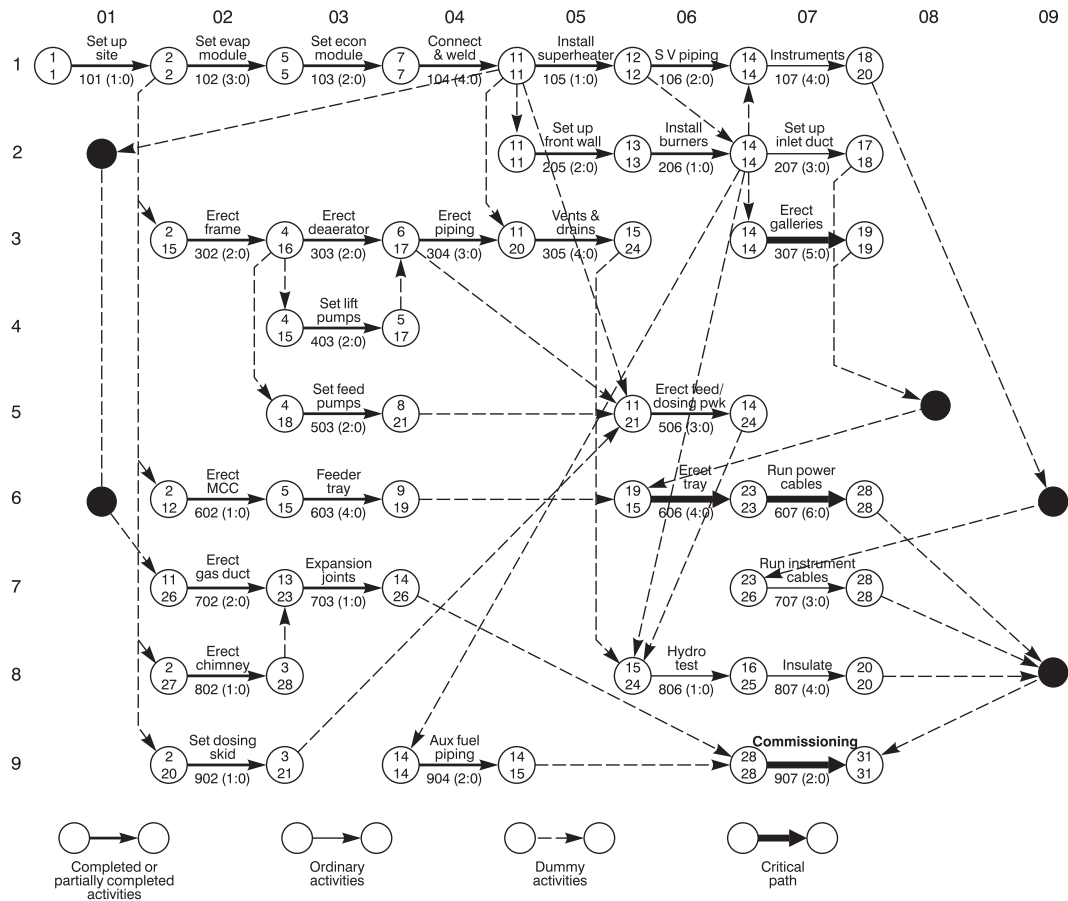 01 02 03 04 05 06 07 08 09
Set up Set evap Set econ Connect Install
site module module & weld superheater S V piping Instruments
1 1 2 5 7 11 12 14 18
1 2 5 7 11 12 14 20
101 (1:0) 102 (3:0) 103 (2:0) 104 (4:0) 105 (1:0) 106 (2:0) 107 (4:0)
Set up Install Set up
front wall burners inlet duct
2 11 13 14 17
11 13 14 18
205 (2:0) 206 (1:0) 207 (3:0)
Erect Erect Erect Vents & Erect
frame deaerator piping drains galleries
3 2 4 6 11 15 14 19
15 16 17 20 24 14 19
302 (2:0) 303 (2:0) 304 (3:0) 305 (4:0) 307 (5:0)
Set lift
pumps
4 4 5
15 17
403 (2:0)
Set feed Erect feed/
pumps dosing pwk
5 4 8 11 14
18 21 21 24
503 (2:0) 506 (3:0)
Erect Feeder Erect Run power
MCC tray tray cables
6 2 5 9 19 23 28
12 15 19 15 23 28
602 (1:0) 603 (4:0) 606 (4:0) 607 (6:0)
Erect Expansion Run instrument
gas duct joints cables
7 11 13 14 23 28
26 23 26 26 28
702 (2:0) 703 (1:0) 707 (3:0)
Erect Hydro
chimney test Insulate
8 2 3 15 16 20
27 28 24 25 20
802 (1:0) 806 (1:0) 807 (4:0)
Set dosing Aux fuel
skid piping Commissioning
9 2 3 14 14 28 31
20 21 14 15 28 31
902 (1:0) 904 (2:0) 907 (2:0)
Completed or Ordinary Dummy Critical
partially completed activities activities path
activities